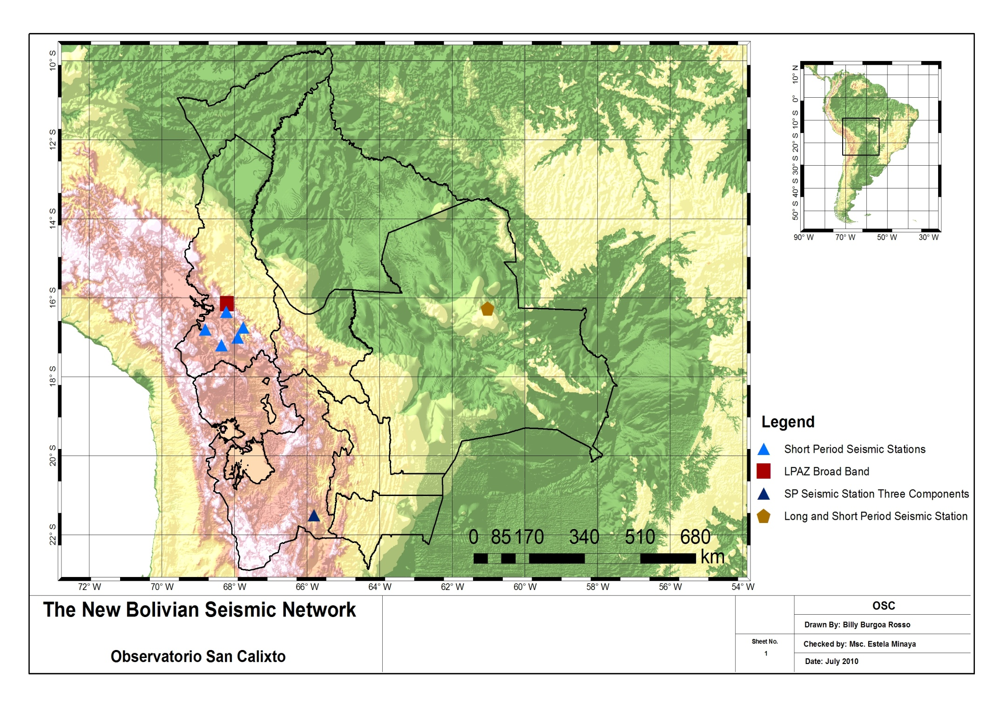 10° S
12° S
14° S
16° S
18° S
20° S
22° S
72° W 70° W 68° W 66° W 64° W 62° W 60° W 58° W 56° W 54° W
0 85 170 340 510 680
km
10° N
0°
10° S
20° S
30° S
40° S
50° S
90° W 70° W 50° W 30° W
Legend
Short Period Seismic Stations
LPAZ Broad Band
SP Seismic Station Three Components
Long and Short Period Seismic Station
The New Bolivian Seismic Network
Observatorio San Calixto
Sheet No.
1
OSC
Drawn By: Billy Burgoa Rosso
Checked by: Msc. Estela Minaya
Date: July 2010